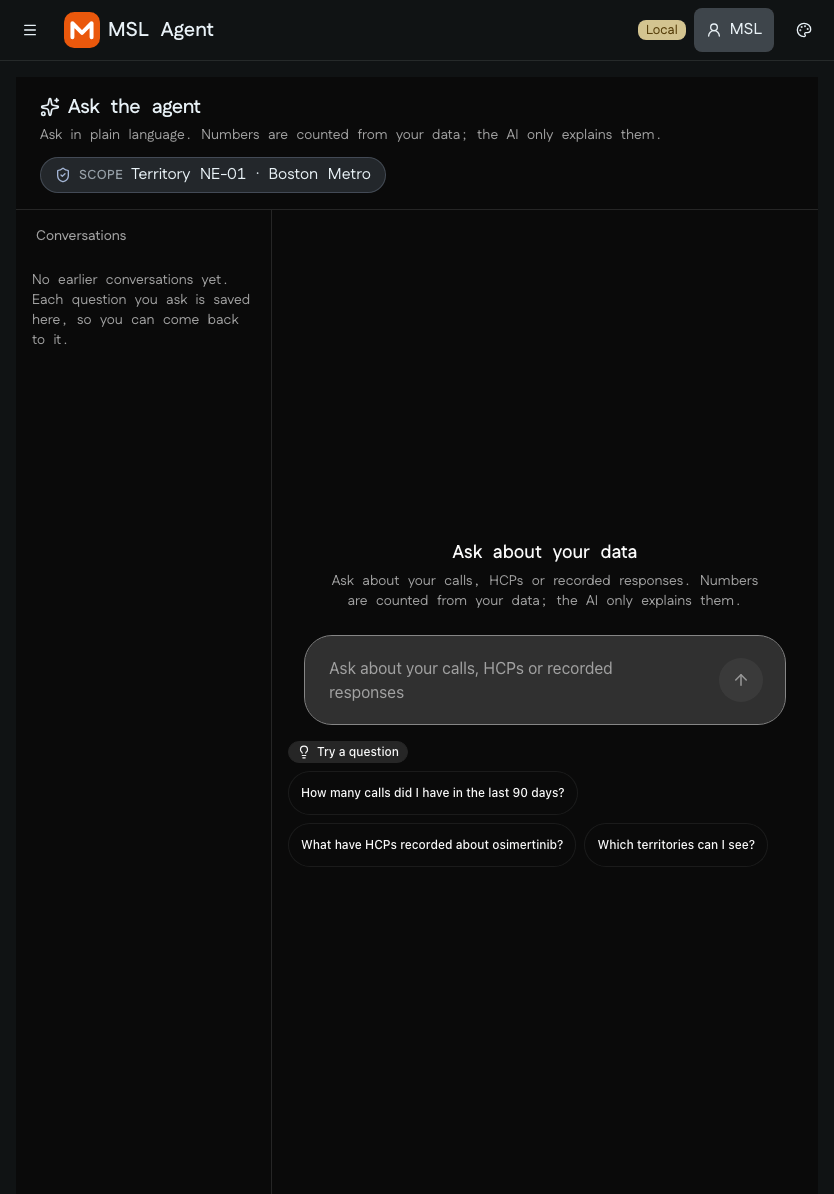 MSL Agent
Local
MSL
Ask the agent
Ask in plain language. Numbers are counted from your data; the AI only explains them.
SCOPE Territory NE-01 · Boston Metro
Conversations
No earlier conversations yet.
Each question you ask is saved
here, so you can come back
to it.
Ask about your data
Ask about your calls, HCPs or recorded responses. Numbers
are counted from your data; the AI only explains them.
Ask about your calls, HCPs or recorded
responses
Try a question
How many calls did I have in the last 90 days?
What have HCPs recorded about osimertinib?
Which territories can I see?